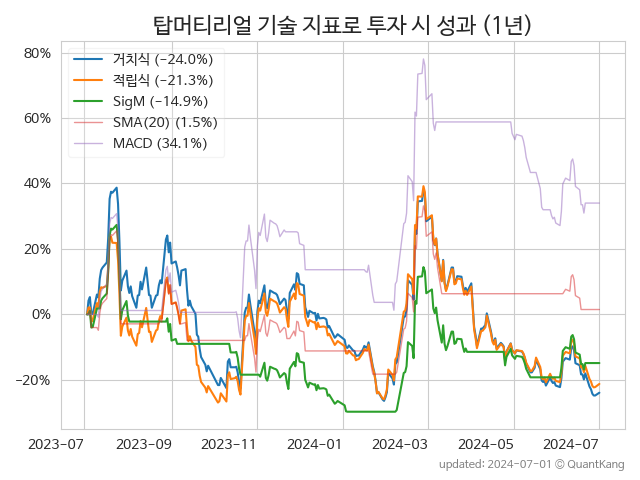 탑머티리얼 기술 지표로 투자 시 성과 (1년)
80%
60%
40%
20%
0%
−20%
거치식 (-24.0%)
적립식 (-21.3%)
SigM (-14.9%)
SMA(20) (1.5%)
MACD (34.1%)
2023-07
2023-09
2023-11
2024-01
2024-03
2024-05
2024-07
updated: 2024-07-01 © QuantKang